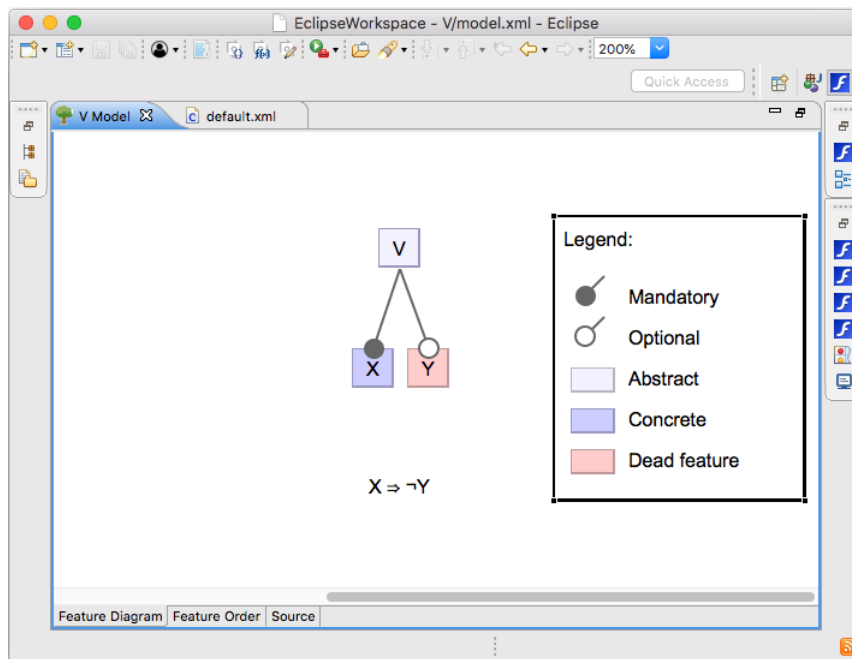 EclipseWorkspace - V/model.xml - Eclipse
200%
Quick Access
V Model
default.xml
V
X
Y
X ⇒ ¬Y
Legend:
Mandatory
Optional
Abstract
Concrete
Dead feature
Feature Diagram
Feature Order
Source